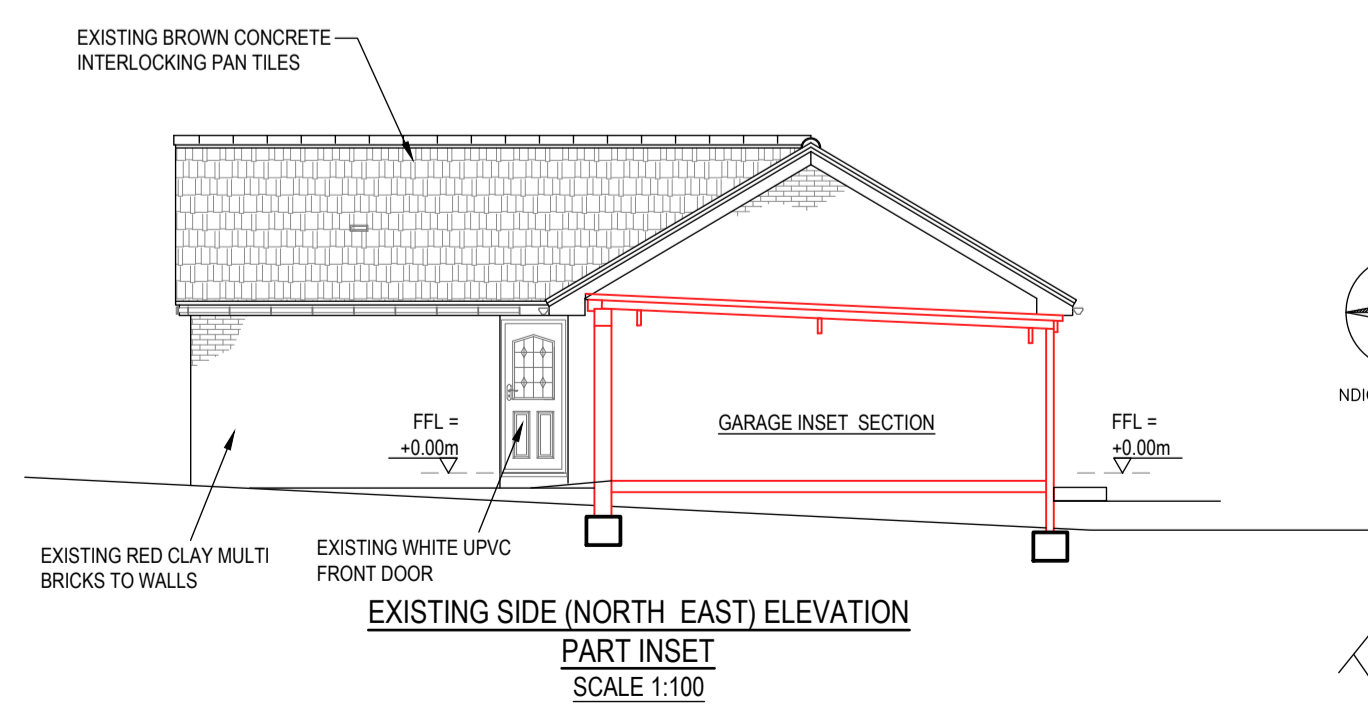 EXISTING BROWN CONCRETE
INTERLOCKING PAN TILES
FFL =
+0.00m
GARAGE INSET SECTION
FFL =
+0.00m
EXISTING RED CLAY MULTI
BRICKS TO WALLS
EXISTING WHITE UPVC
FRONT DOOR
EXISTING SIDE (NORTH EAST) ELEVATION
PART INSET
SCALE 1:100